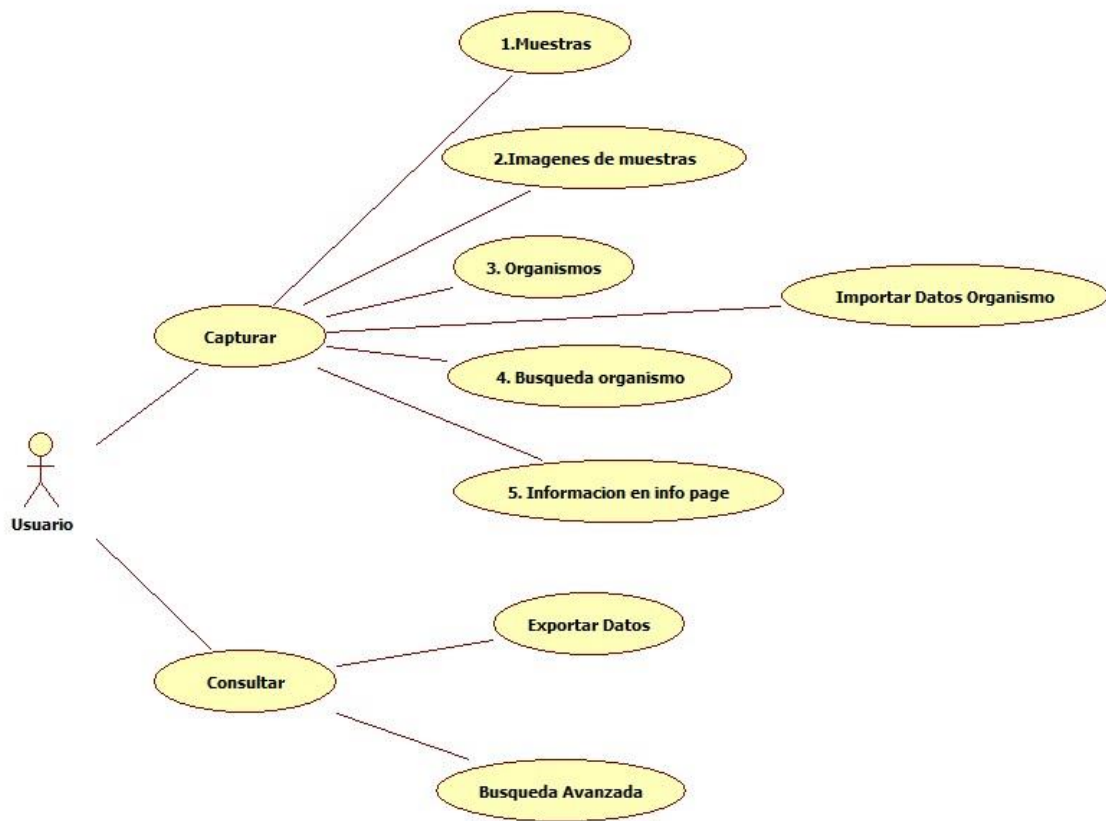 1.Muestras
2.Imagenes de muestras
3. Organismos
Importar Datos Organismo
Capturar
4. Busqueda organismo
5. Informacion en info page
Usuario
Exportar Datos
Consultar
Busqueda Avanzada